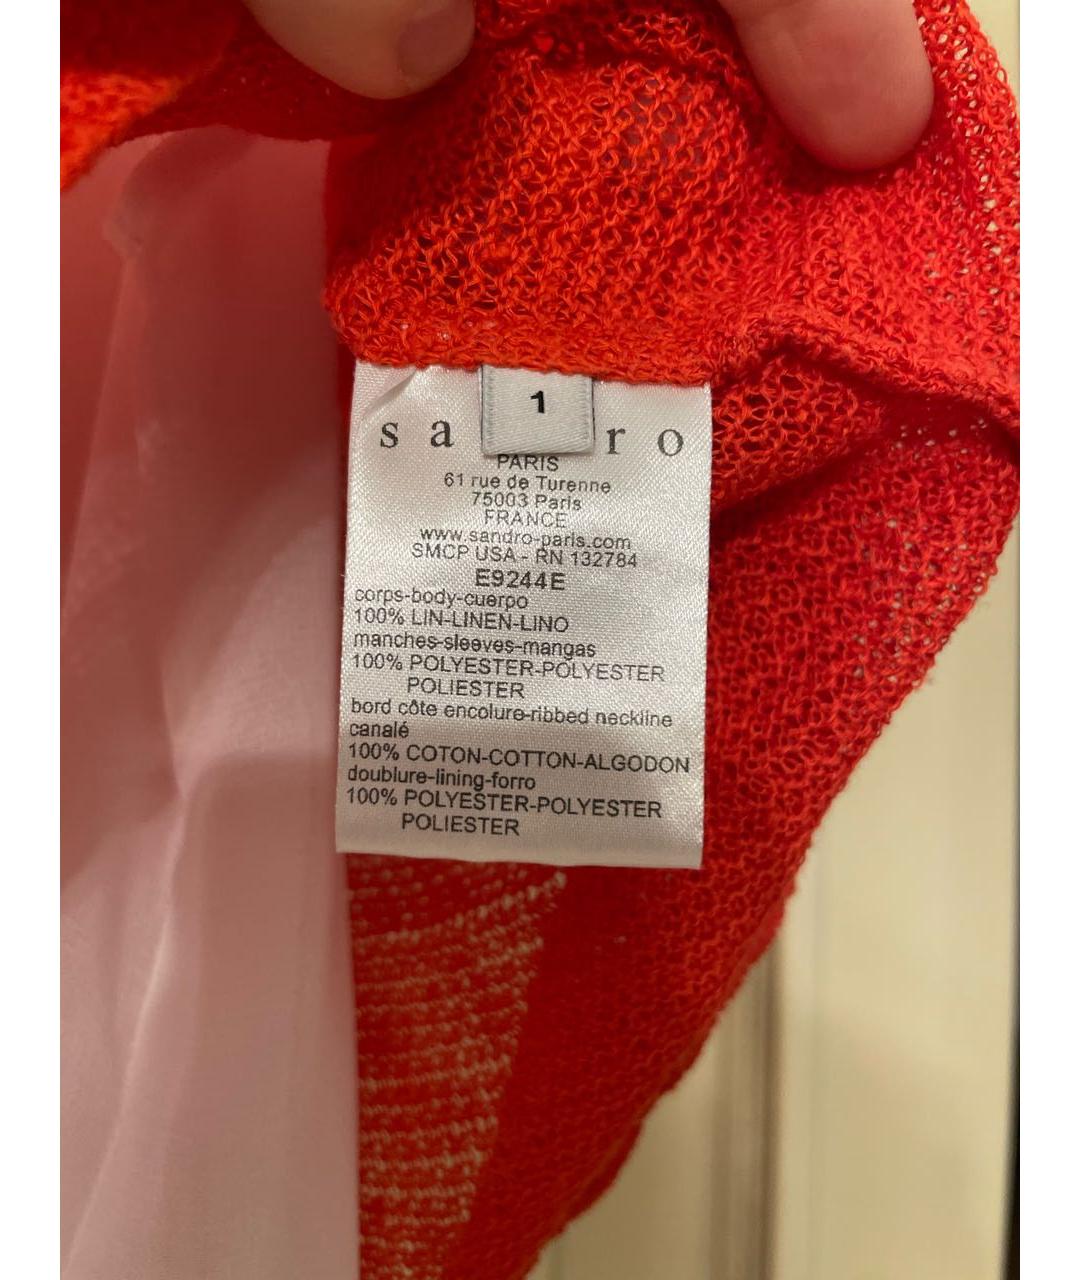 1
sa ro
PARIS
61 rue de Turenne
75003 Paris
FRANCE
www.sandro-paris.com
SMCP USA - RN 132784
E9244E
corps-body-cuerpo
100% LIN-LINEN-LINO
manches-sleeves-mangas
100% POLYESTER-POLYESTER
POLIESTER
bord côte encolure-ribbed neckline
canalé
100% COTON-COTTON-ALGODON
doublure-lining-forro
100% POLYESTER-POLYESTER
POLIESTER